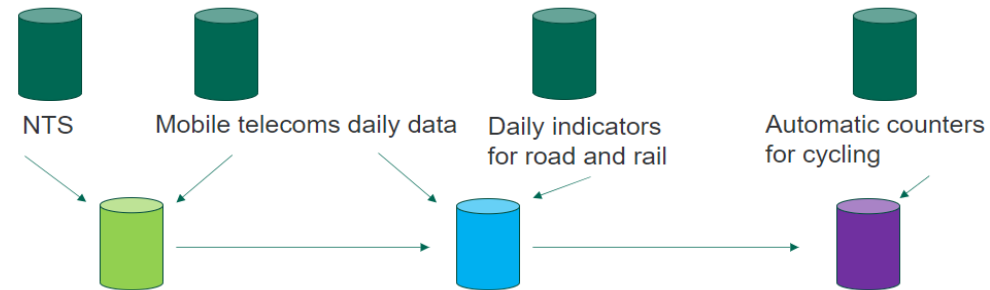 NTS
Mobile telecoms daily data
Daily indicators
for road and rail
Automatic counters
for cycling